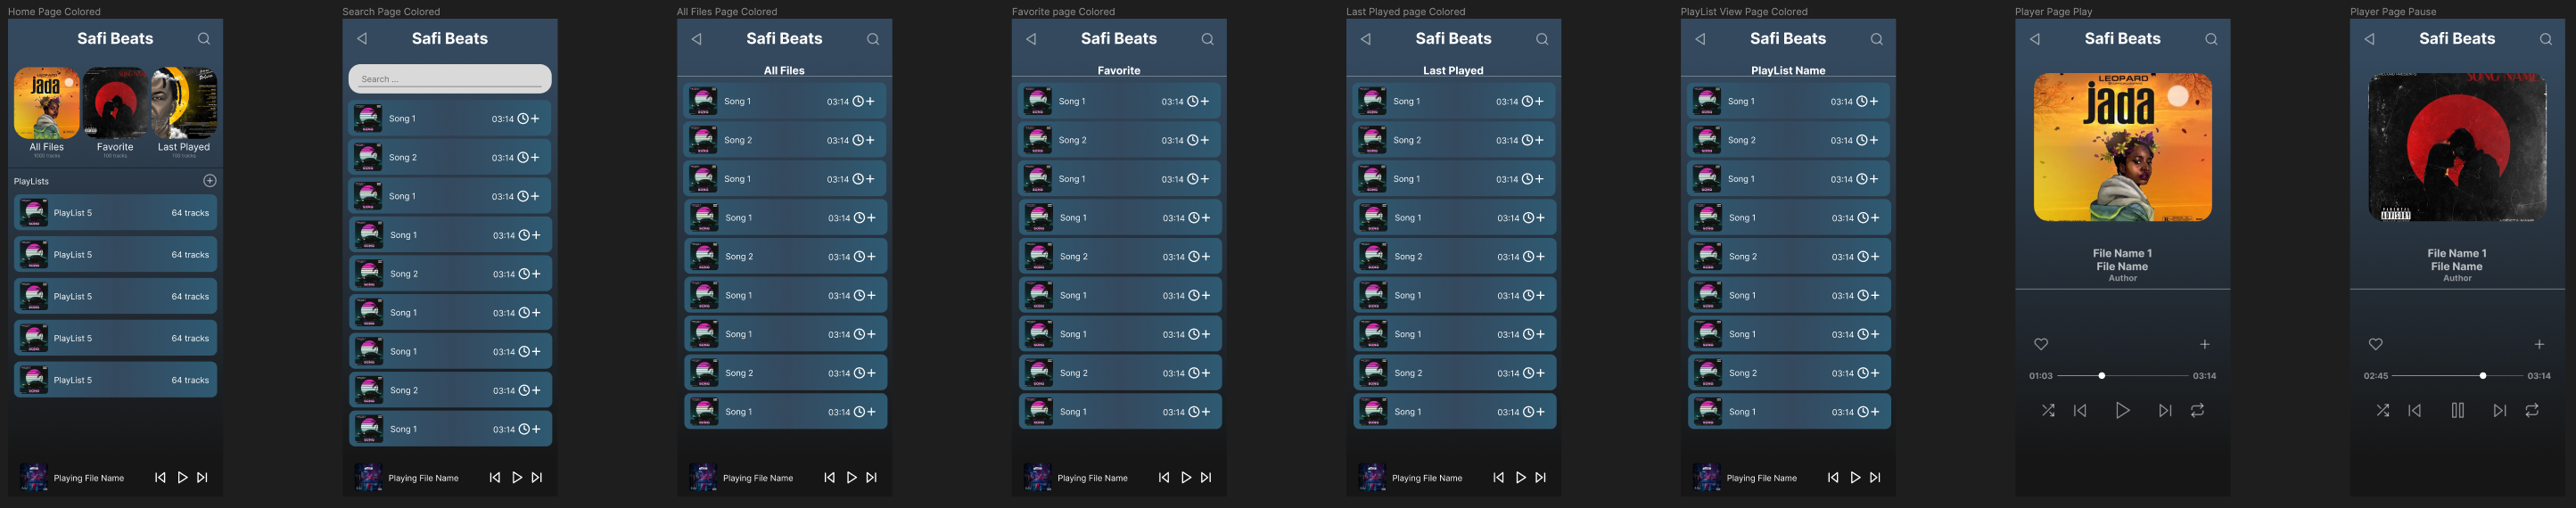 Home Page Colored
Safi Beats
LEOPARD
jada
All Files
1000 tracks
Favorite
100 tracks
Last Played
100 tracks
PlayLists
PlayList 5
64 tracks
PlayList 5
64 tracks
PlayList 5
64 tracks
PlayList 5
64 tracks
PlayList 5
64 tracks
Playing File Name
Search Page Colored
Safi Beats
Search ...
Song 1
03:14
Song 2
03:14
Song 1
03:14
Song 1
03:14
Song 2
03:14
Song 1
03:14
Song 1
03:14
Song 2
03:14
Song 1
03:14
Playing File Name
All Files Page Colored
Safi Beats
All Files
Song 1
03:14
Song 2
03:14
Song 1
03:14
Song 1
03:14
Song 2
03:14
Song 1
03:14
Song 1
03:14
Song 2
03:14
Song 1
03:14
Playing File Name
Favorite page Colored
Safi Beats
Favorite
Song 1
03:14
Song 2
03:14
Song 1
03:14
Song 1
03:14
Song 2
03:14
Song 1
03:14
Song 1
03:14
Song 2
03:14
Song 1
03:14
Playing File Name
Last Played page Colored
Safi Beats
Last Played
Song 1
03:14
Song 2
03:14
Song 1
03:14
Song 1
03:14
Song 2
03:14
Song 1
03:14
Song 1
03:14
Song 2
03:14
Song 1
03:14
Playing File Name
PlayList View Page Colored
Safi Beats
PlayList Name
Song 1
03:14
Song 2
03:14
Song 1
03:14
Song 1
03:14
Song 2
03:14
Song 1
03:14
Song 1
03:14
Song 2
03:14
Song 1
03:14
Playing File Name
Player Page Play
Safi Beats
LEOPARD
jada
File Name 1
File Name
Author
01:03
03:14
Player Page Pause
Safi Beats
SONG NAME
PARENTAL
ADVISORY
File Name 1
File Name
Author
02:45
03:14